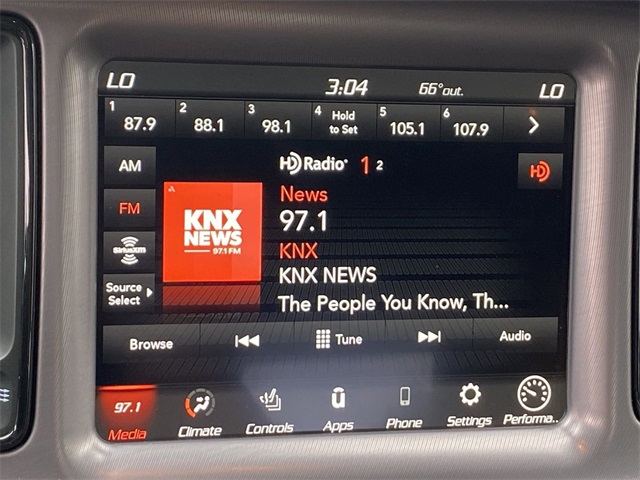 LO 3:04 66°out. LO
1 87.9 2 88.1 3 98.1 4 Hold to Set 5 105.1 6 107.9
AM
HD Radio 1 2
HD
FM
KNX
NEWS
97.1 FM
News
97.1
KNX
SiriusXM
KNX NEWS
Source
Select
The People You Know, Th...
Browse Tune Audio
97.1
Media Climate Controls Apps Phone Settings Performa..